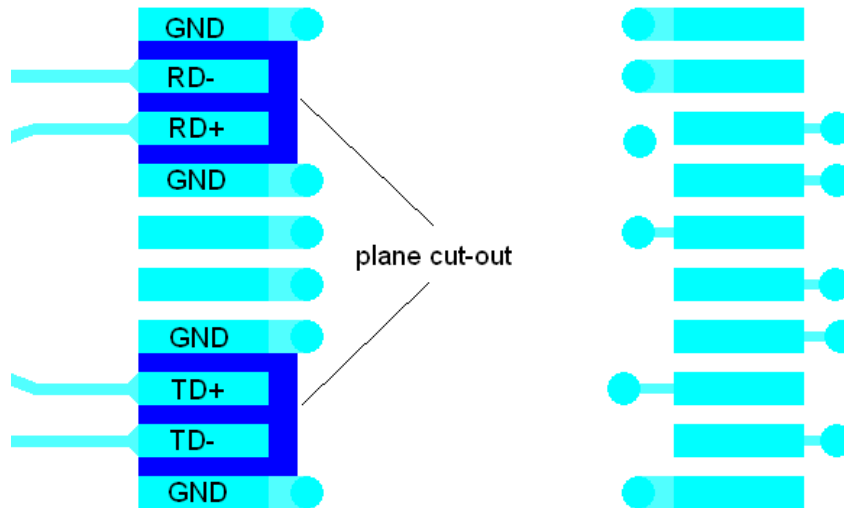 GND
RD-
RD+
GND
plane cut-out
GND
TD+
TD-
GND